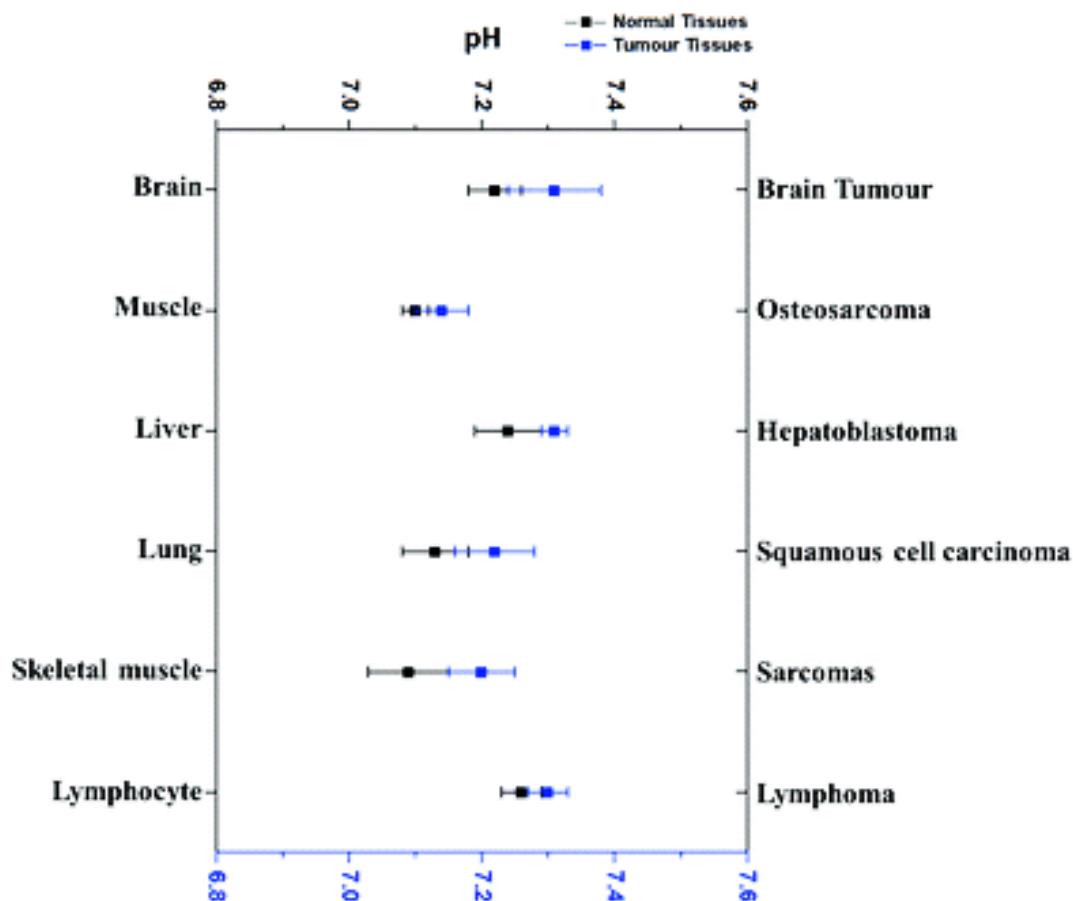 Normal Tissues
pH
Tumour Tissues
6.8 7.0 7.2 7.4 7.6
Brain Brain Tumour
Muscle Osteosarcoma
Liver Hepatoblastoma
Lung Squamous cell carcinoma
Skeletal muscle Sarcomas
Lymphocyte Lymphoma
6.8 7.0 7.2 7.4 7.6